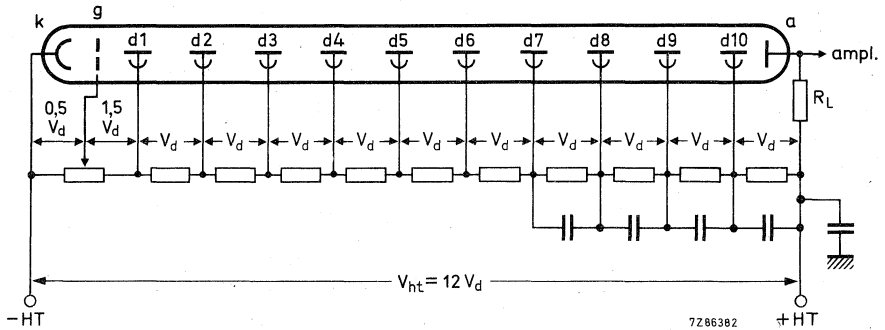 k g a
d1 d2 d3 d4 d5 d6 d7 d8 d9 d10
ampl.
R_L
0,5 V_d 1,5 V_d V_d V_d V_d V_d V_d V_d V_d V_d V_d V_d
V_ht = 12 V_d
-HT 7Z86382 +HT